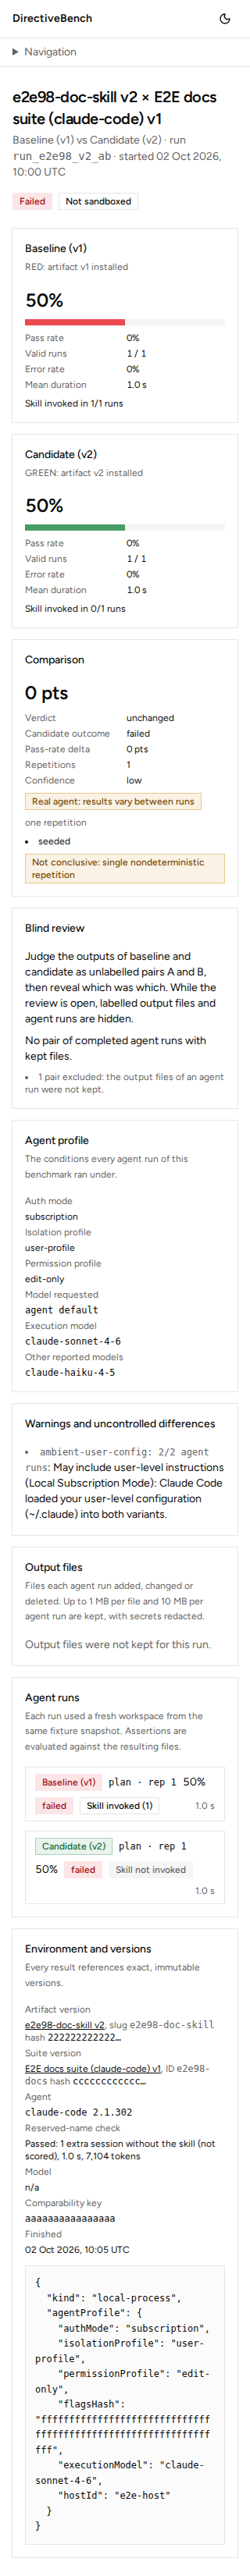 DirectiveBench
▶ Navigation
e2e98-doc-skill v2 × E2E docs
suite (claude-code) v1
Baseline (v1) vs Candidate (v2) · run
run_e2e98_v2_ab · started 02 Oct 2026,
10:00 UTC
Failed Not sandboxed
Baseline (v1)
RED: artifact v1 installed
50%
Pass rate 0%
Valid runs 1 / 1
Error rate 0%
Mean duration 1.0 s
Skill invoked in 1/1 runs
Candidate (v2)
GREEN: artifact v2 installed
50%
Pass rate 0%
Valid runs 1 / 1
Error rate 0%
Mean duration 1.0 s
Skill invoked in 0/1 runs
Comparison
0 pts
Verdict unchanged
Candidate outcome failed
Pass-rate delta 0 pts
Repetitions 1
Confidence low
Real agent: results vary between runs
one repetition
• seeded
Not conclusive: single nondeterministic
repetition
Blind review
Judge the outputs of baseline and
candidate as unlabelled pairs A and B,
then reveal which was which. While the
review is open, labelled output files and
agent runs are hidden.
No pair of completed agent runs with
kept files.
• 1 pair excluded: the output files of an agent
run were not kept.
Agent profile
The conditions every agent run of this
benchmark ran under.
Auth mode
subscription
Isolation profile
user-profile
Permission profile
edit-only
Model requested
agent default
Execution model
claude-sonnet-4-6
Other reported models
claude-haiku-4-5
Warnings and uncontrolled differences
• ambient-user-config: 2/2 agent
runs: May include user-level instructions
(Local Subscription Mode): Claude Code
loaded your user-level configuration
(~/.claude) into both variants.
Output files
Files each agent run added, changed or
deleted. Up to 1 MB per file and 10 MB per
agent run are kept, with secrets redacted.
Output files were not kept for this run.
Agent runs
Each run used a fresh workspace from the
same fixture snapshot. Assertions are
evaluated against the resulting files.
Baseline (v1) plan · rep 1 50%
failed Skill invoked (1) 1.0 s
Candidate (v2) plan · rep 1
50% failed Skill not invoked
1.0 s
Environment and versions
Every result references exact, immutable
versions.
Artifact version
e2e98-doc-skill v2, slug e2e98-doc-skill
hash 222222222222…
Suite version
E2E docs suite (claude-code) v1, ID e2e98-
docs hash cccccccccccc…
Agent
claude-code 2.1.302
Reserved-name check
Passed: 1 extra session without the skill (not
scored), 1.0 s, 7,104 tokens
Model
n/a
Comparability key
aaaaaaaaaaaaaaaa
Finished
02 Oct 2026, 10:05 UTC
{
"kind": "local-process",
"agentProfile": {
"authMode": "subscription",
"isolationProfile": "user-
profile",
"permissionProfile": "edit-
only",
"flagsHash":
"ffffffffffffffffffffffffffffff
fffffffffffffffffffffffffffffff
fff",
"executionModel": "claude-
sonnet-4-6",
"hostId": "e2e-host"
}
}